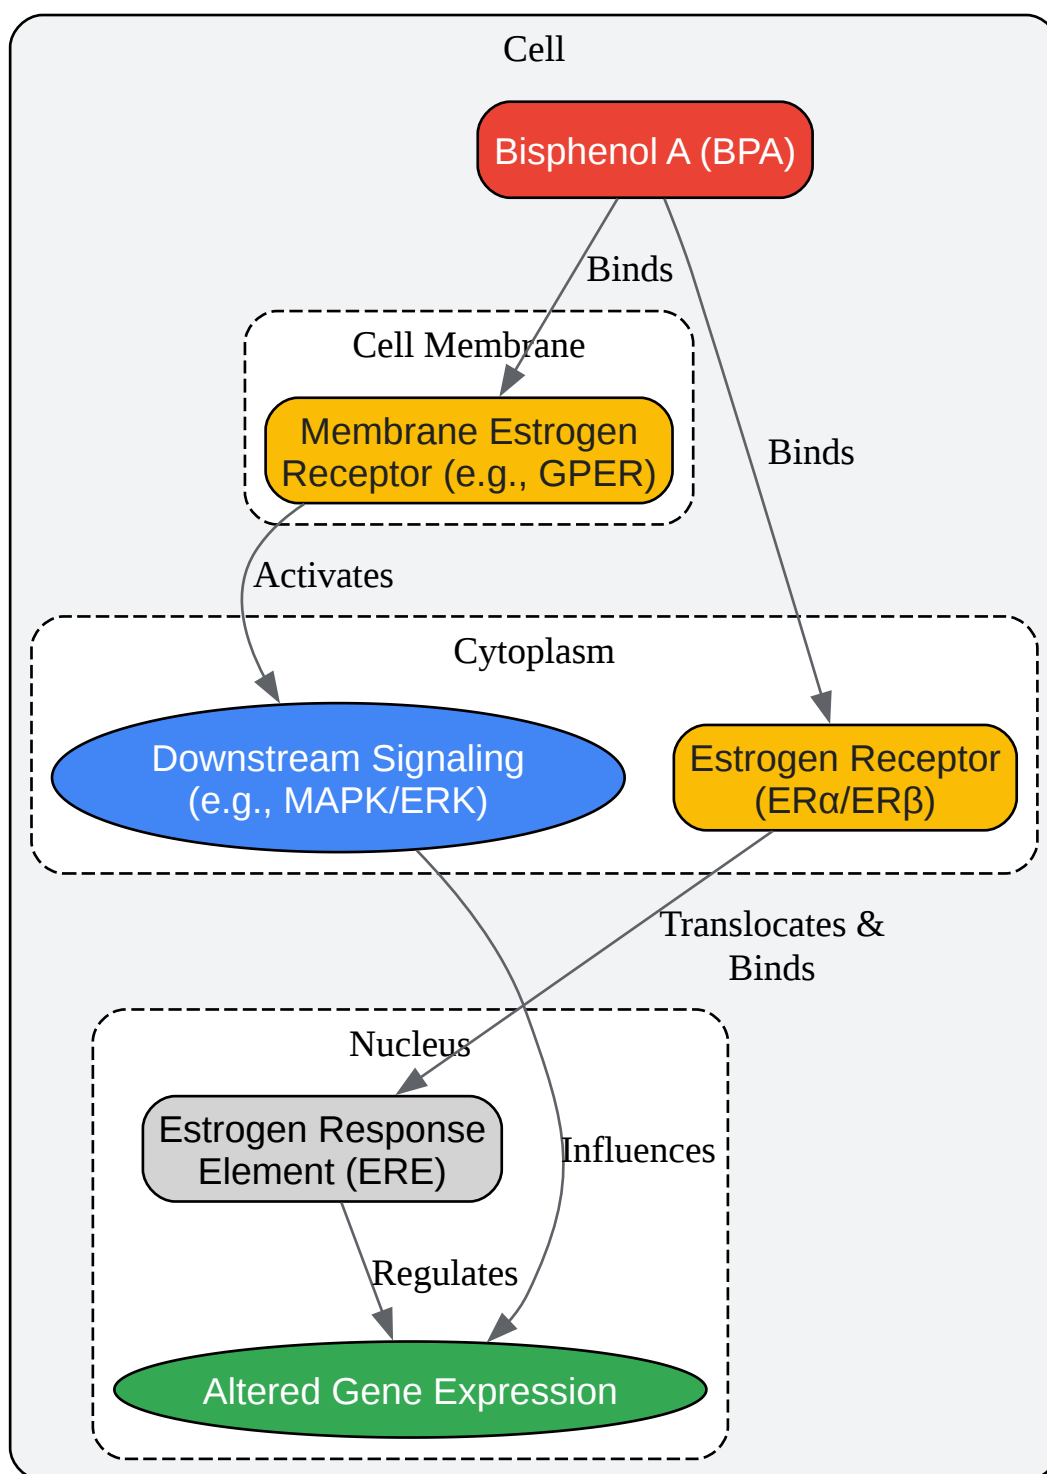 Cell
Bisphenol A (BPA)
Binds
Cell Membrane
Membrane Estrogen
Receptor (e.g., GPER)
Binds
Activates
Cytoplasm
Downstream Signaling
(e.g., MAPK/ERK)
Estrogen Receptor
(ERα/ERβ)
Translocates &
Binds
Nucleus
Estrogen Response
Element (ERE)
Influences
Regulates
Altered Gene Expression